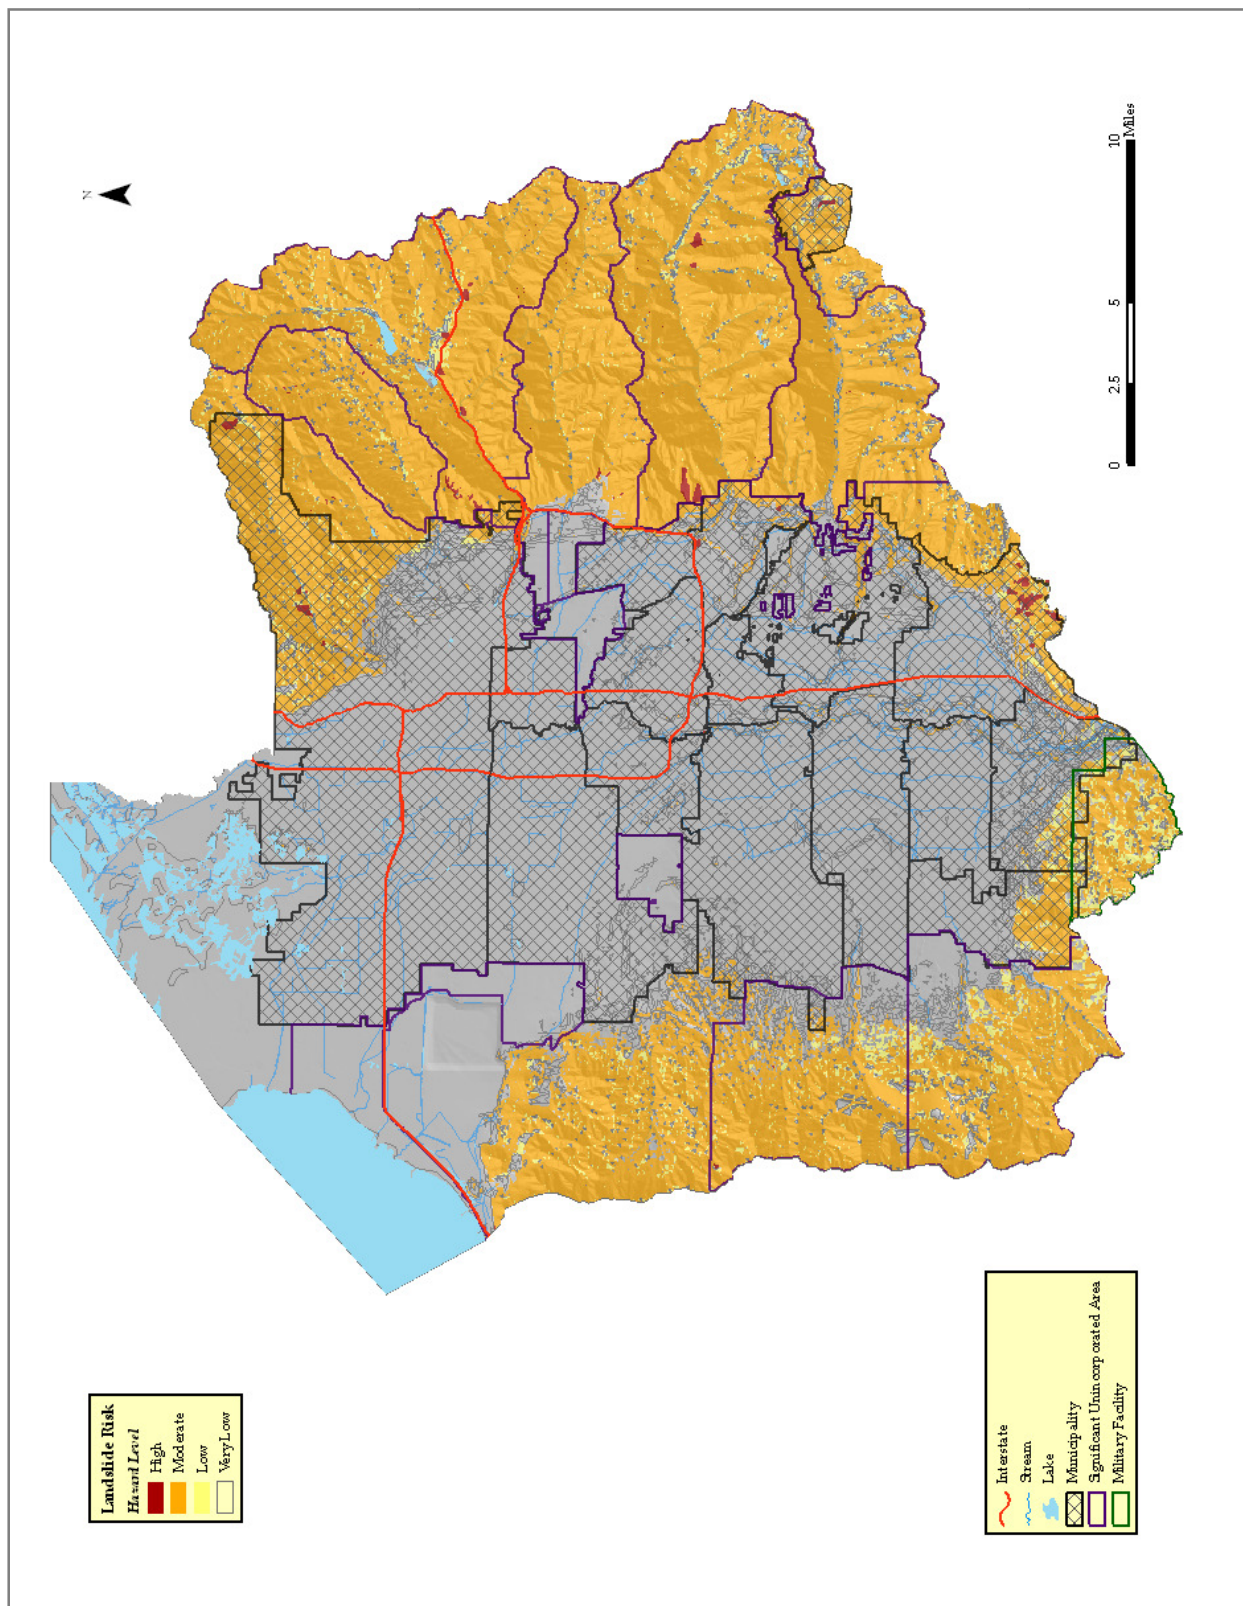 N
Landslide Risk
Hazard Level
High
Moderate
Low
Very Low
Interstate
Stream
Lake
Municipality
Significant Unincorporated Area
Military Facility
0 2.5 5 10
Miles